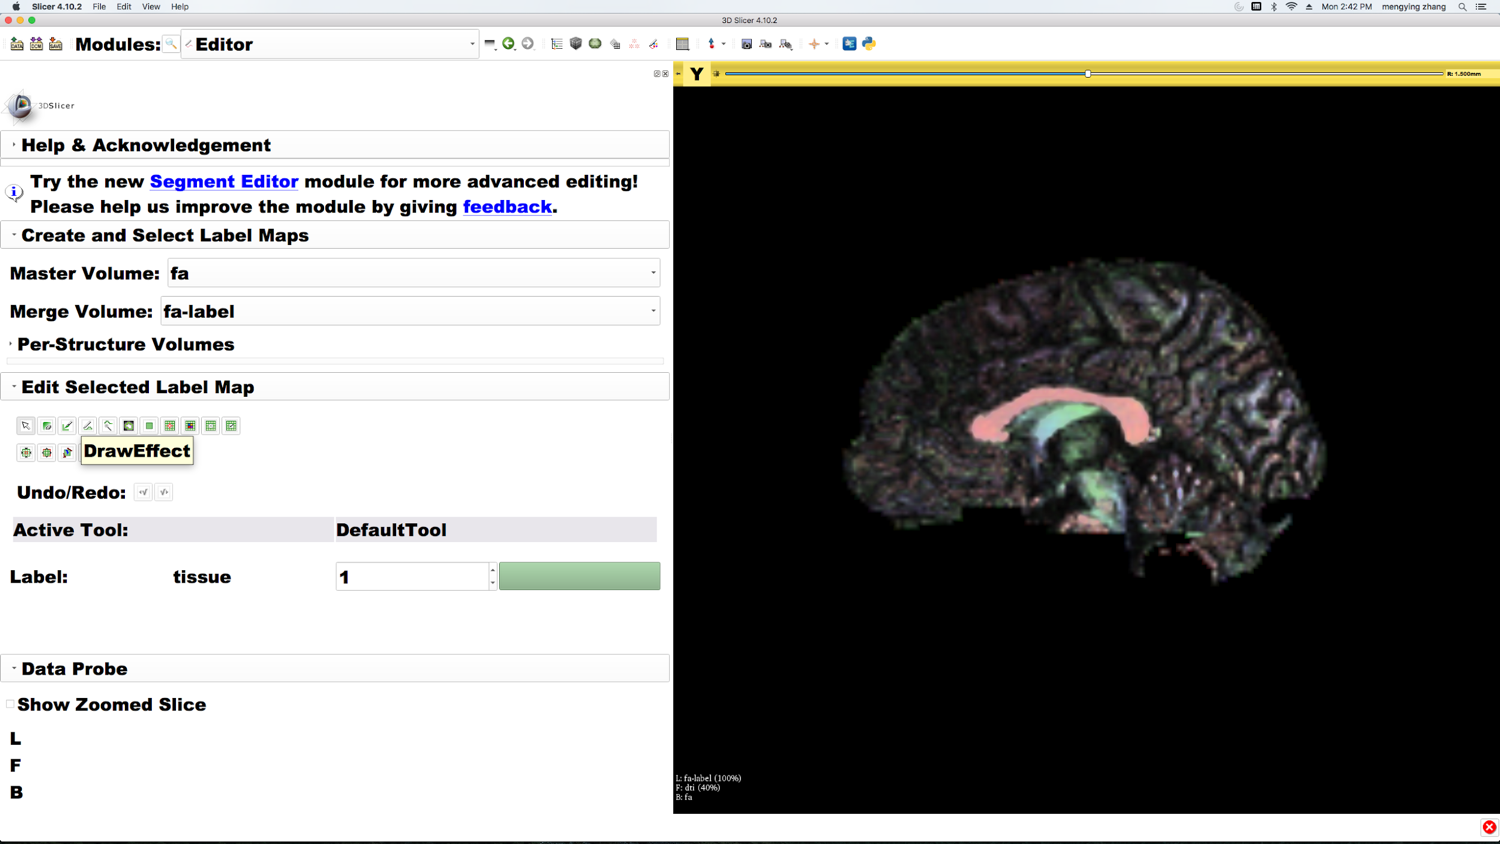 Slicer 4.10.2 File Edit View Help
Mon 2:42 PM mengying zhang
3D Slicer 4.10.2
DATA DCM SAVE Modules: Editor
Y
R: 1.500mm
3DSlicer
Help & Acknowledgement
Try the new Segment Editor module for more advanced editing!
Please help us improve the module by giving feedback.
Create and Select Label Maps
Master Volume: fa
Merge Volume: fa-label
Per-Structure Volumes
Edit Selected Label Map
DrawEffect
Undo/Redo:
Active Tool: DefaultTool
Label: tissue 1
Data Probe
Show Zoomed Slice
L
F
B
L: fa-label (100%)
F: dti (40%)
B: fa